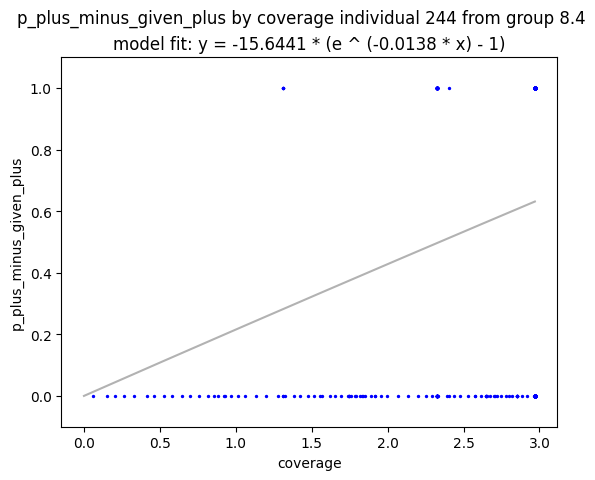 p_plus_minus_given_plus by coverage individual 244 from group 8.4
model fit: y = -15.6441 * (e ^ (-0.0138 * x) - 1)
p_plus_minus_given_plus
1.0
0.8
0.6
0.4
0.2
0.0
0.0 0.5 1.0 1.5 2.0 2.5 3.0
coverage